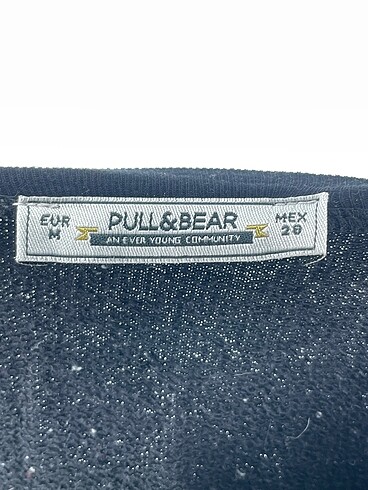 EUR
M
PULL&BEAR
AN EVER YOUNG COMMUNITY
MEX
28